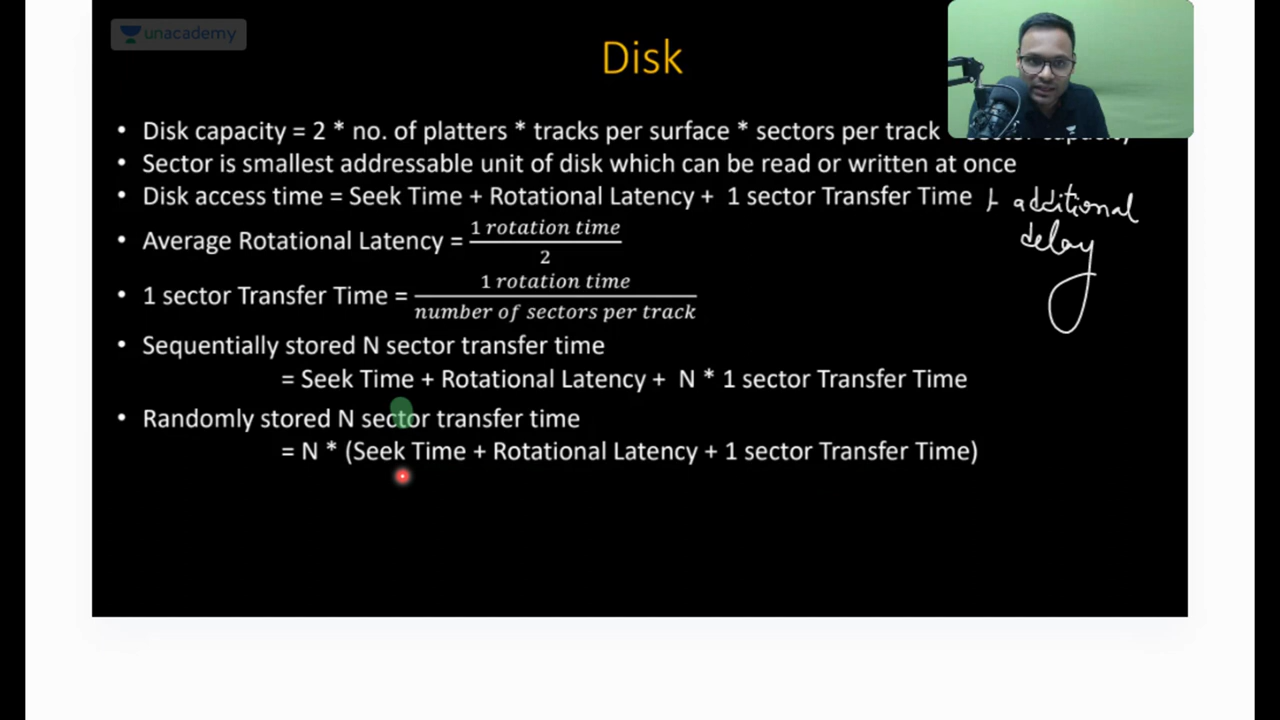 unacademy
Disk
• Disk capacity = 2 * no. of platters * tracks per surface * sectors per track
• Sector is smallest addressable unit of disk which can be read or written at once
• Disk access time = Seek Time + Rotational Latency + 1 sector Transfer Time + additional
delay
• Average Rotational Latency = 1 rotation time / 2
• 1 sector Transfer Time = 1 rotation time / number of sectors per track
• Sequentially stored N sector transfer time
= Seek Time + Rotational Latency + N * 1 sector Transfer Time
• Randomly stored N sector transfer time
= N * (Seek Time + Rotational Latency + 1 sector Transfer Time)